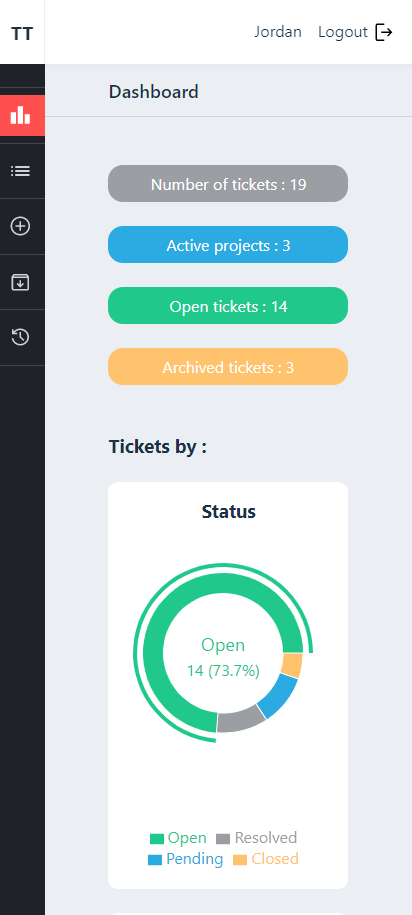 TT
Jordan Logout
Dashboard
Number of tickets : 19
Active projects : 3
Open tickets : 14
Archived tickets : 3
Tickets by :
Status
Open
14 (73.7%)
Open Resolved
Pending Closed